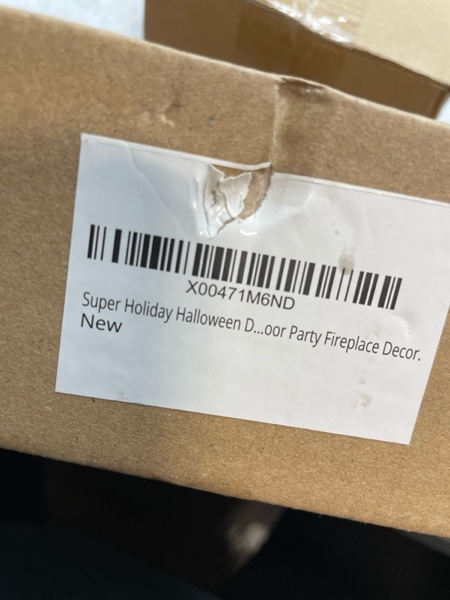 X00471M6ND
Super Holiday Halloween D...oor Party Fireplace Decor.
New